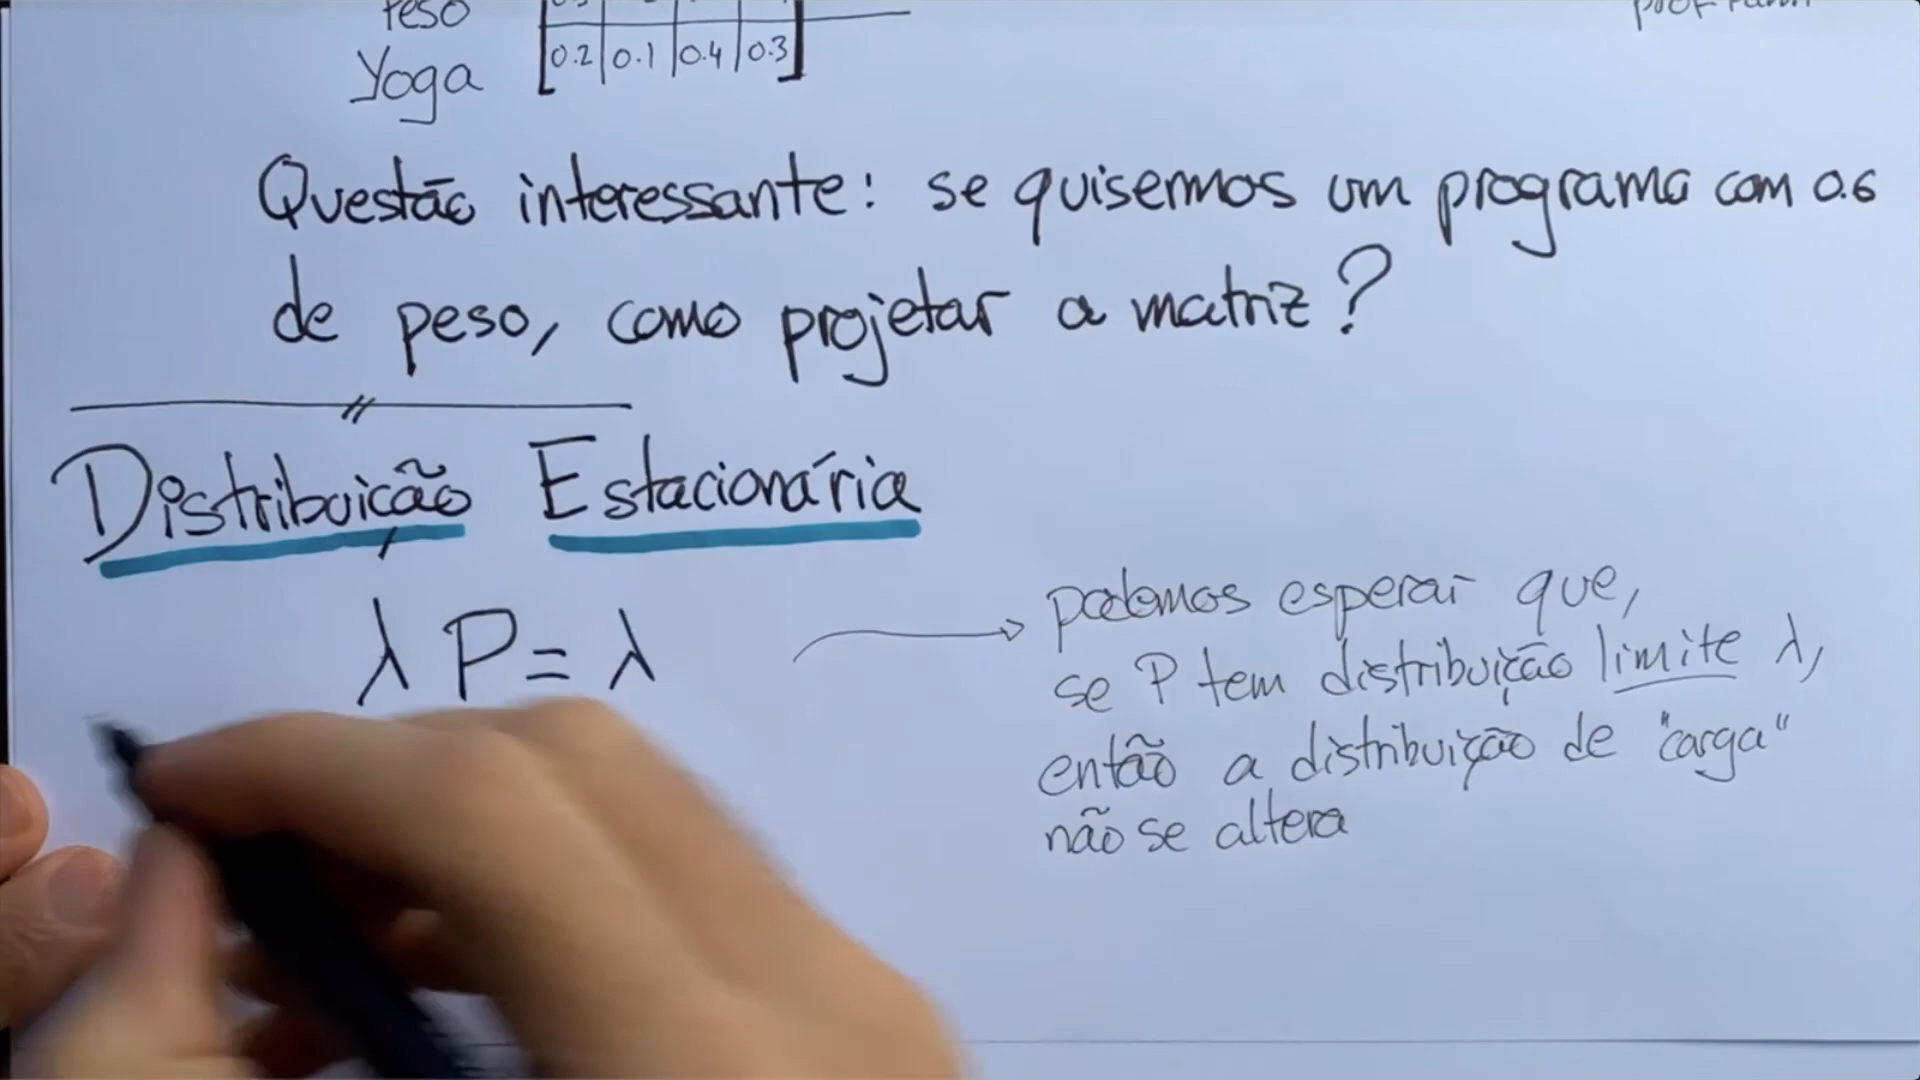 peso
Yoga
0.2 0.1 0.4 0.3
Questão interessante: se quisermos um programa com 0.6
de peso, como projetar a matriz?
Distribuição Estacionária
λ P = λ
podemos esperar que,
se P tem distribuição limite λ,
então a distribuição de "carga"
não se altera